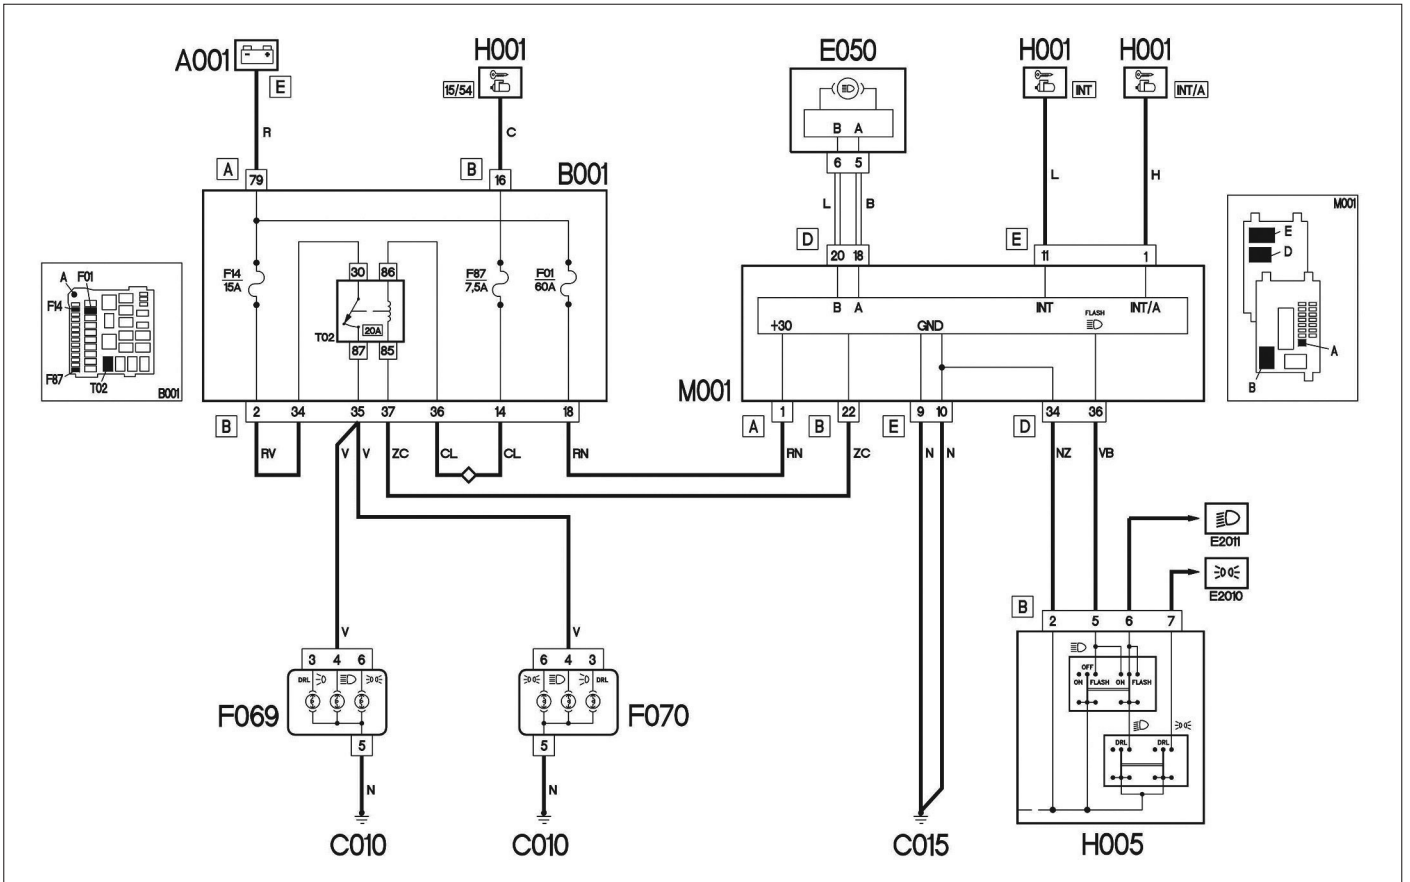 A001
E
H001
15/54
E050
H001
INT
H001
INT/A
R
C
B A
6 5
A
79
B
16
B001
L
B
L
H
M001
E
D
A
B
D
20 18
E
11
1
A F01
F14
F87
T02
B001
F14
15A
30 86
T02
20A
87 85
F87
7,5A
F01
60A
B A
INT
FLASH
INT/A
+30
GND
M001
B
2 34 35 37 36 14 18
A
1
B
22
E
9 10
D
34
36
RV
V
V
ZC
CL
CL
RN
RN
ZC
N
N
NZ
VB
E2011
E2010
B
2 5 6 7
OFF
ON
FLASH
ON
FLASH
DRL
DRL
H005
V
V
3 4 6
DRL
F069
5
N
C010
6 4 3
DRL
F070
5
N
C010
C015